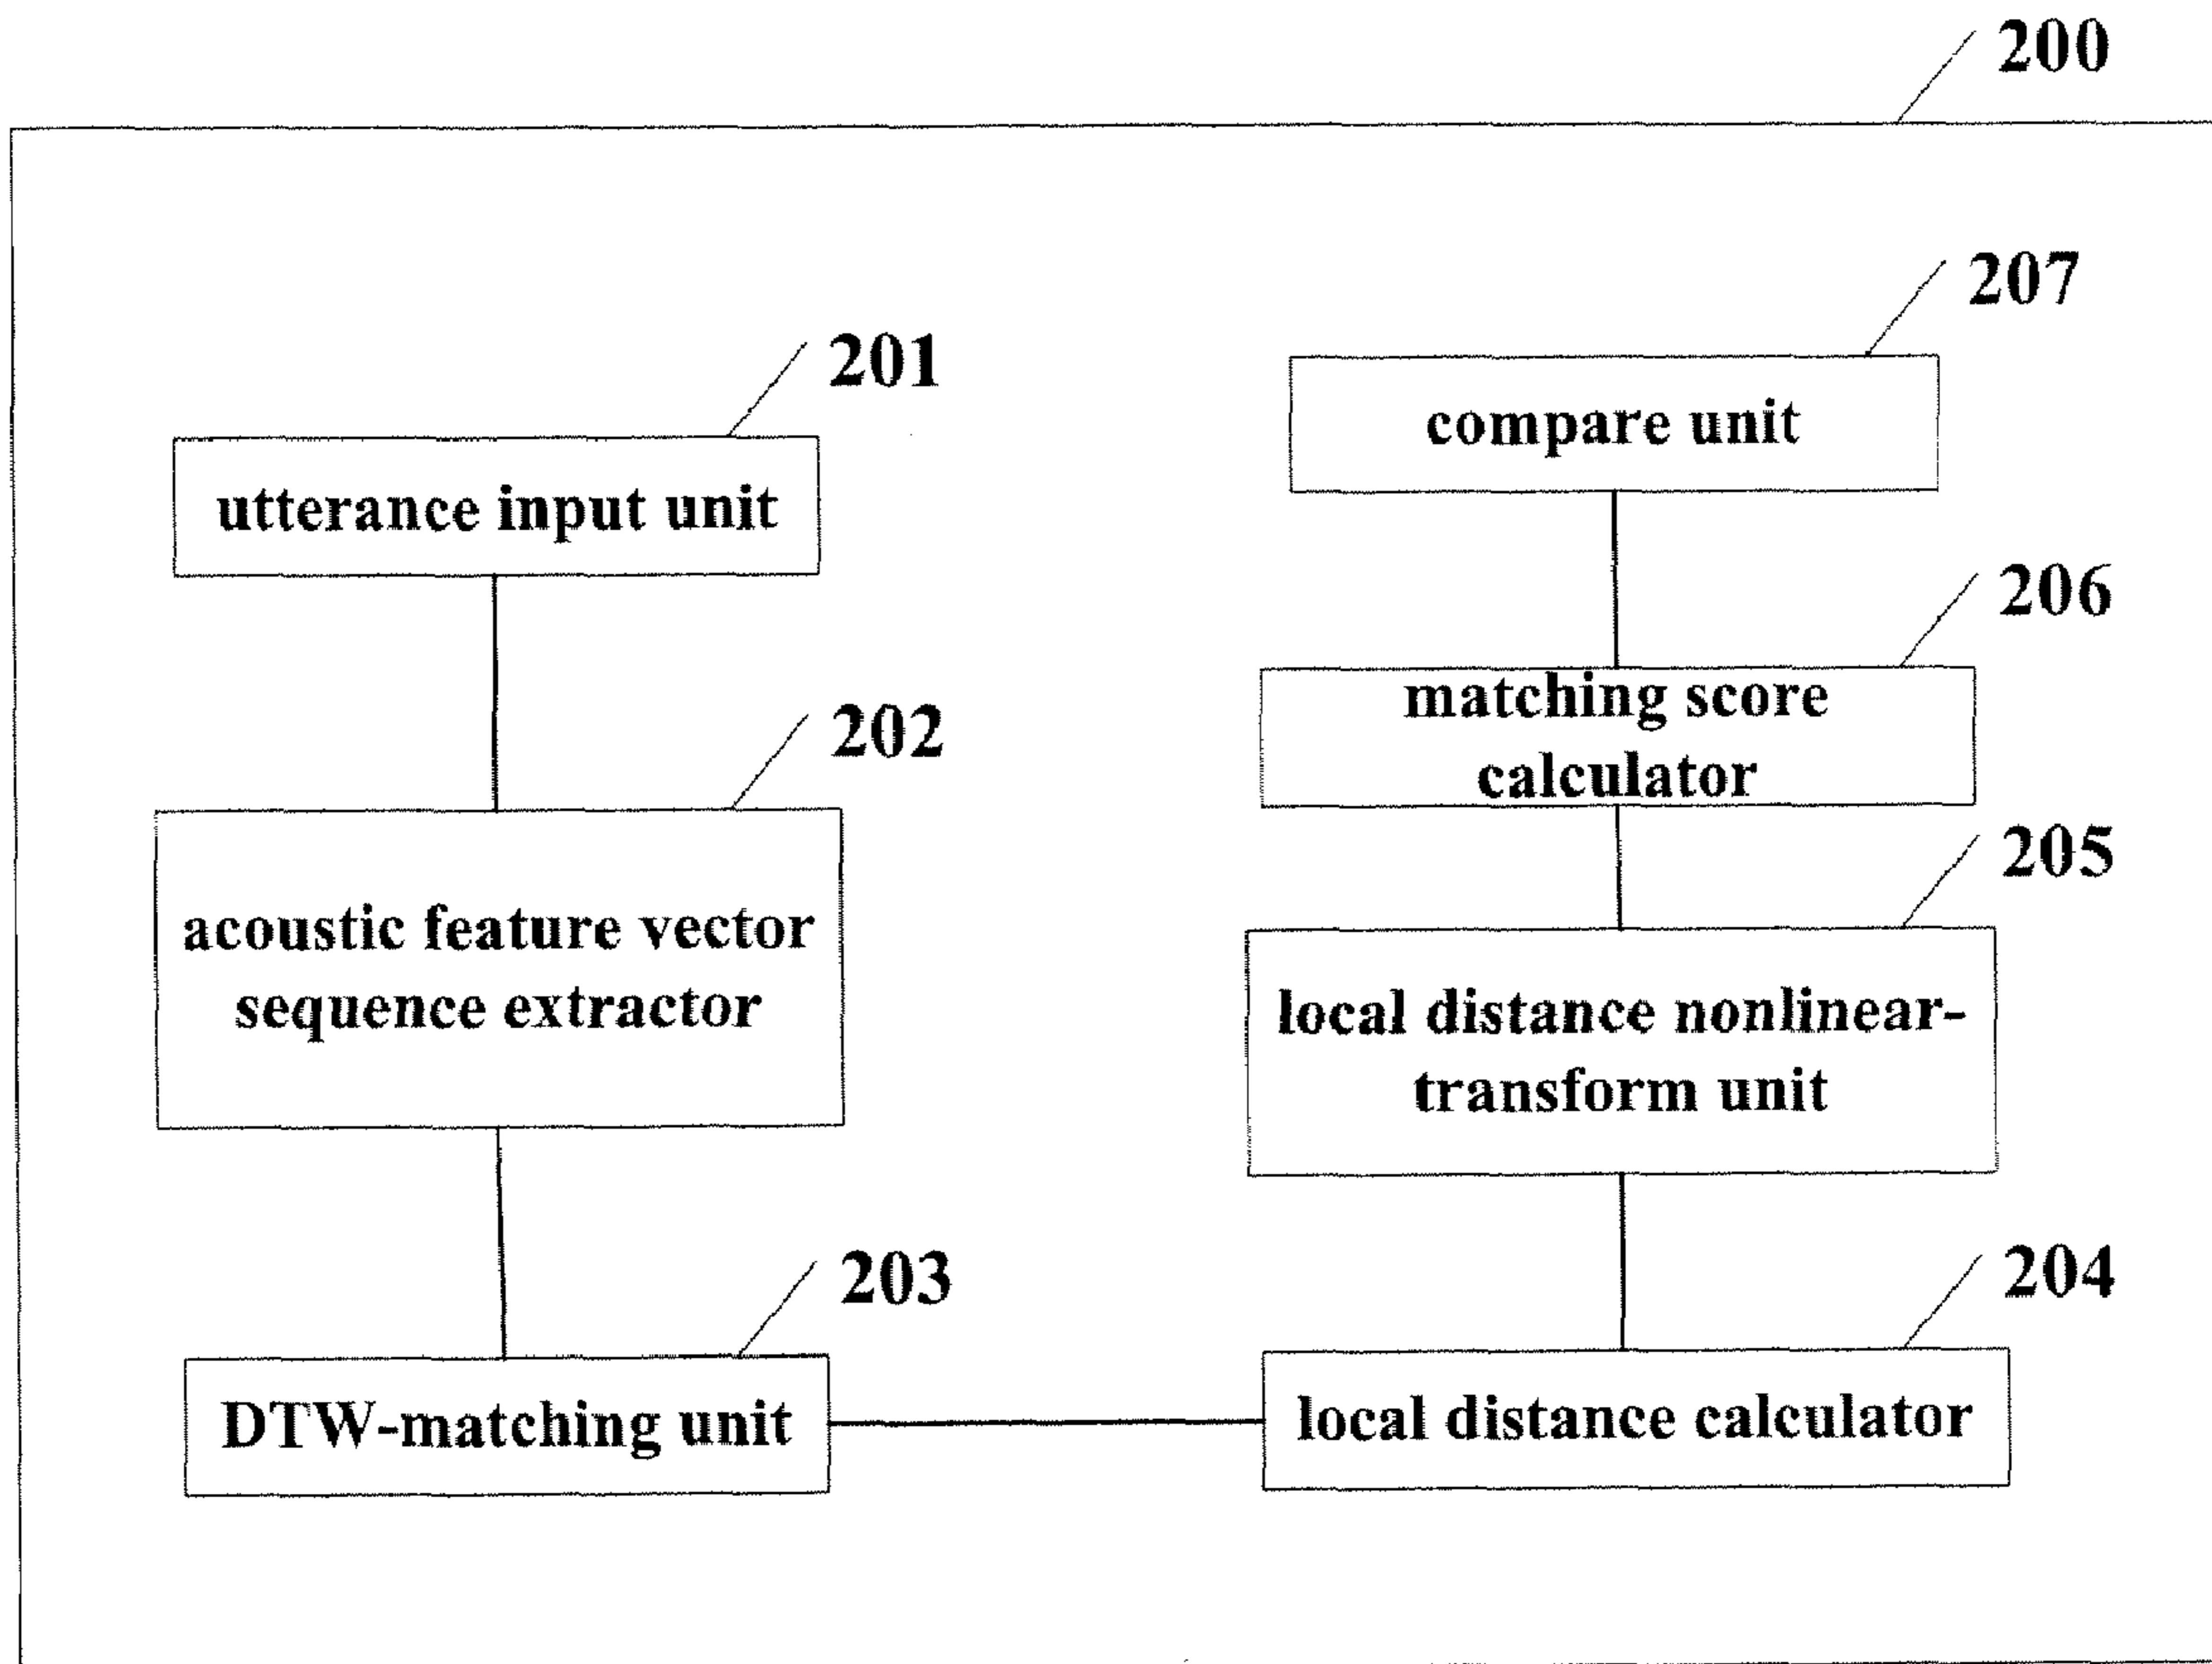 200
201
utterance input unit
202
acoustic feature vector
sequence extractor
203
DTW-matching unit
207
compare unit
206
matching score
calculator
205
local distance nonlinear-
transform unit
204
local distance calculator